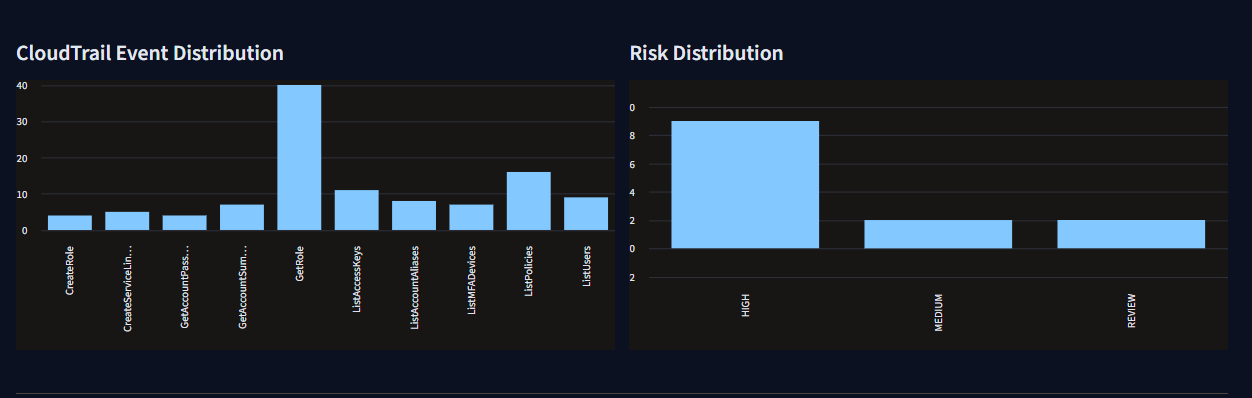 CloudTrail Event Distribution
40
30
20
10
0
CreateRole
CreateServiceLin…
GetAccountPass…
GetAccountSum…
GetRole
ListAccessKeys
ListAccountAliases
ListMFADevices
ListPolicies
ListUsers
Risk Distribution
0
8
6
4
2
0
2
HIGH
MEDIUM
REVIEW